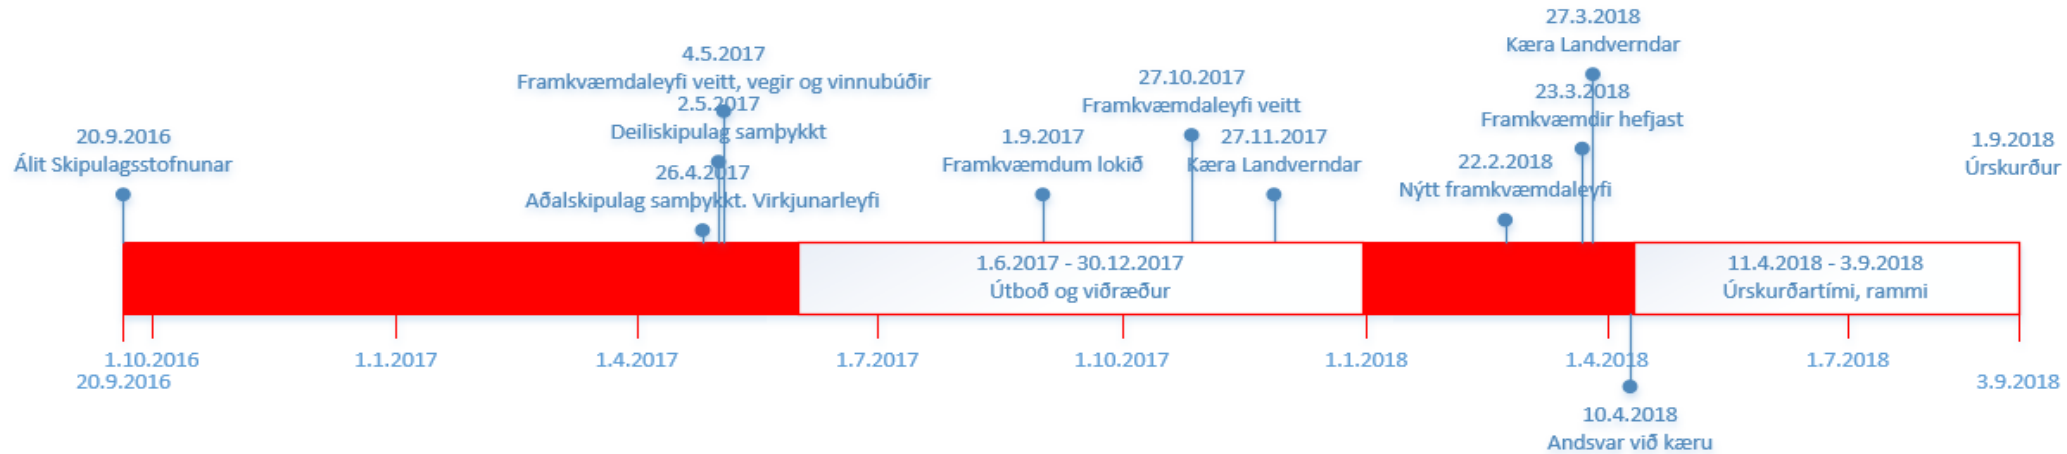 20.9.2016
Álit Skipulagsstofnunar
4.5.2017
Framkvæmdaleyfi veitt, vegir og vinnubúðir
2.5.2017
Deiliskipulag samþykkt
26.4.2017
Aðalskipulag samþykkt. Virkjunarleyfi
1.9.2017
Framkvæmdum lokið
27.10.2017
Framkvæmdaleyfi veitt
27.11.2017
Kæra Landverndar
22.2.2018
Nýtt framkvæmdaleyfi
27.3.2018
Kæra Landverndar
23.3.2018
Framkvæmdir hefjast
1.9.2018
Úrskurður
1.6.2017 - 30.12.2017
Útboð og viðræður
11.4.2018 - 3.9.2018
Úrskurðartími, rammi
1.10.2016
1.1.2017
1.4.2017
1.7.2017
1.10.2017
1.1.2018
1.4.2018
1.7.2018
20.9.2016
3.9.2018
10.4.2018
Andsvar við kæru